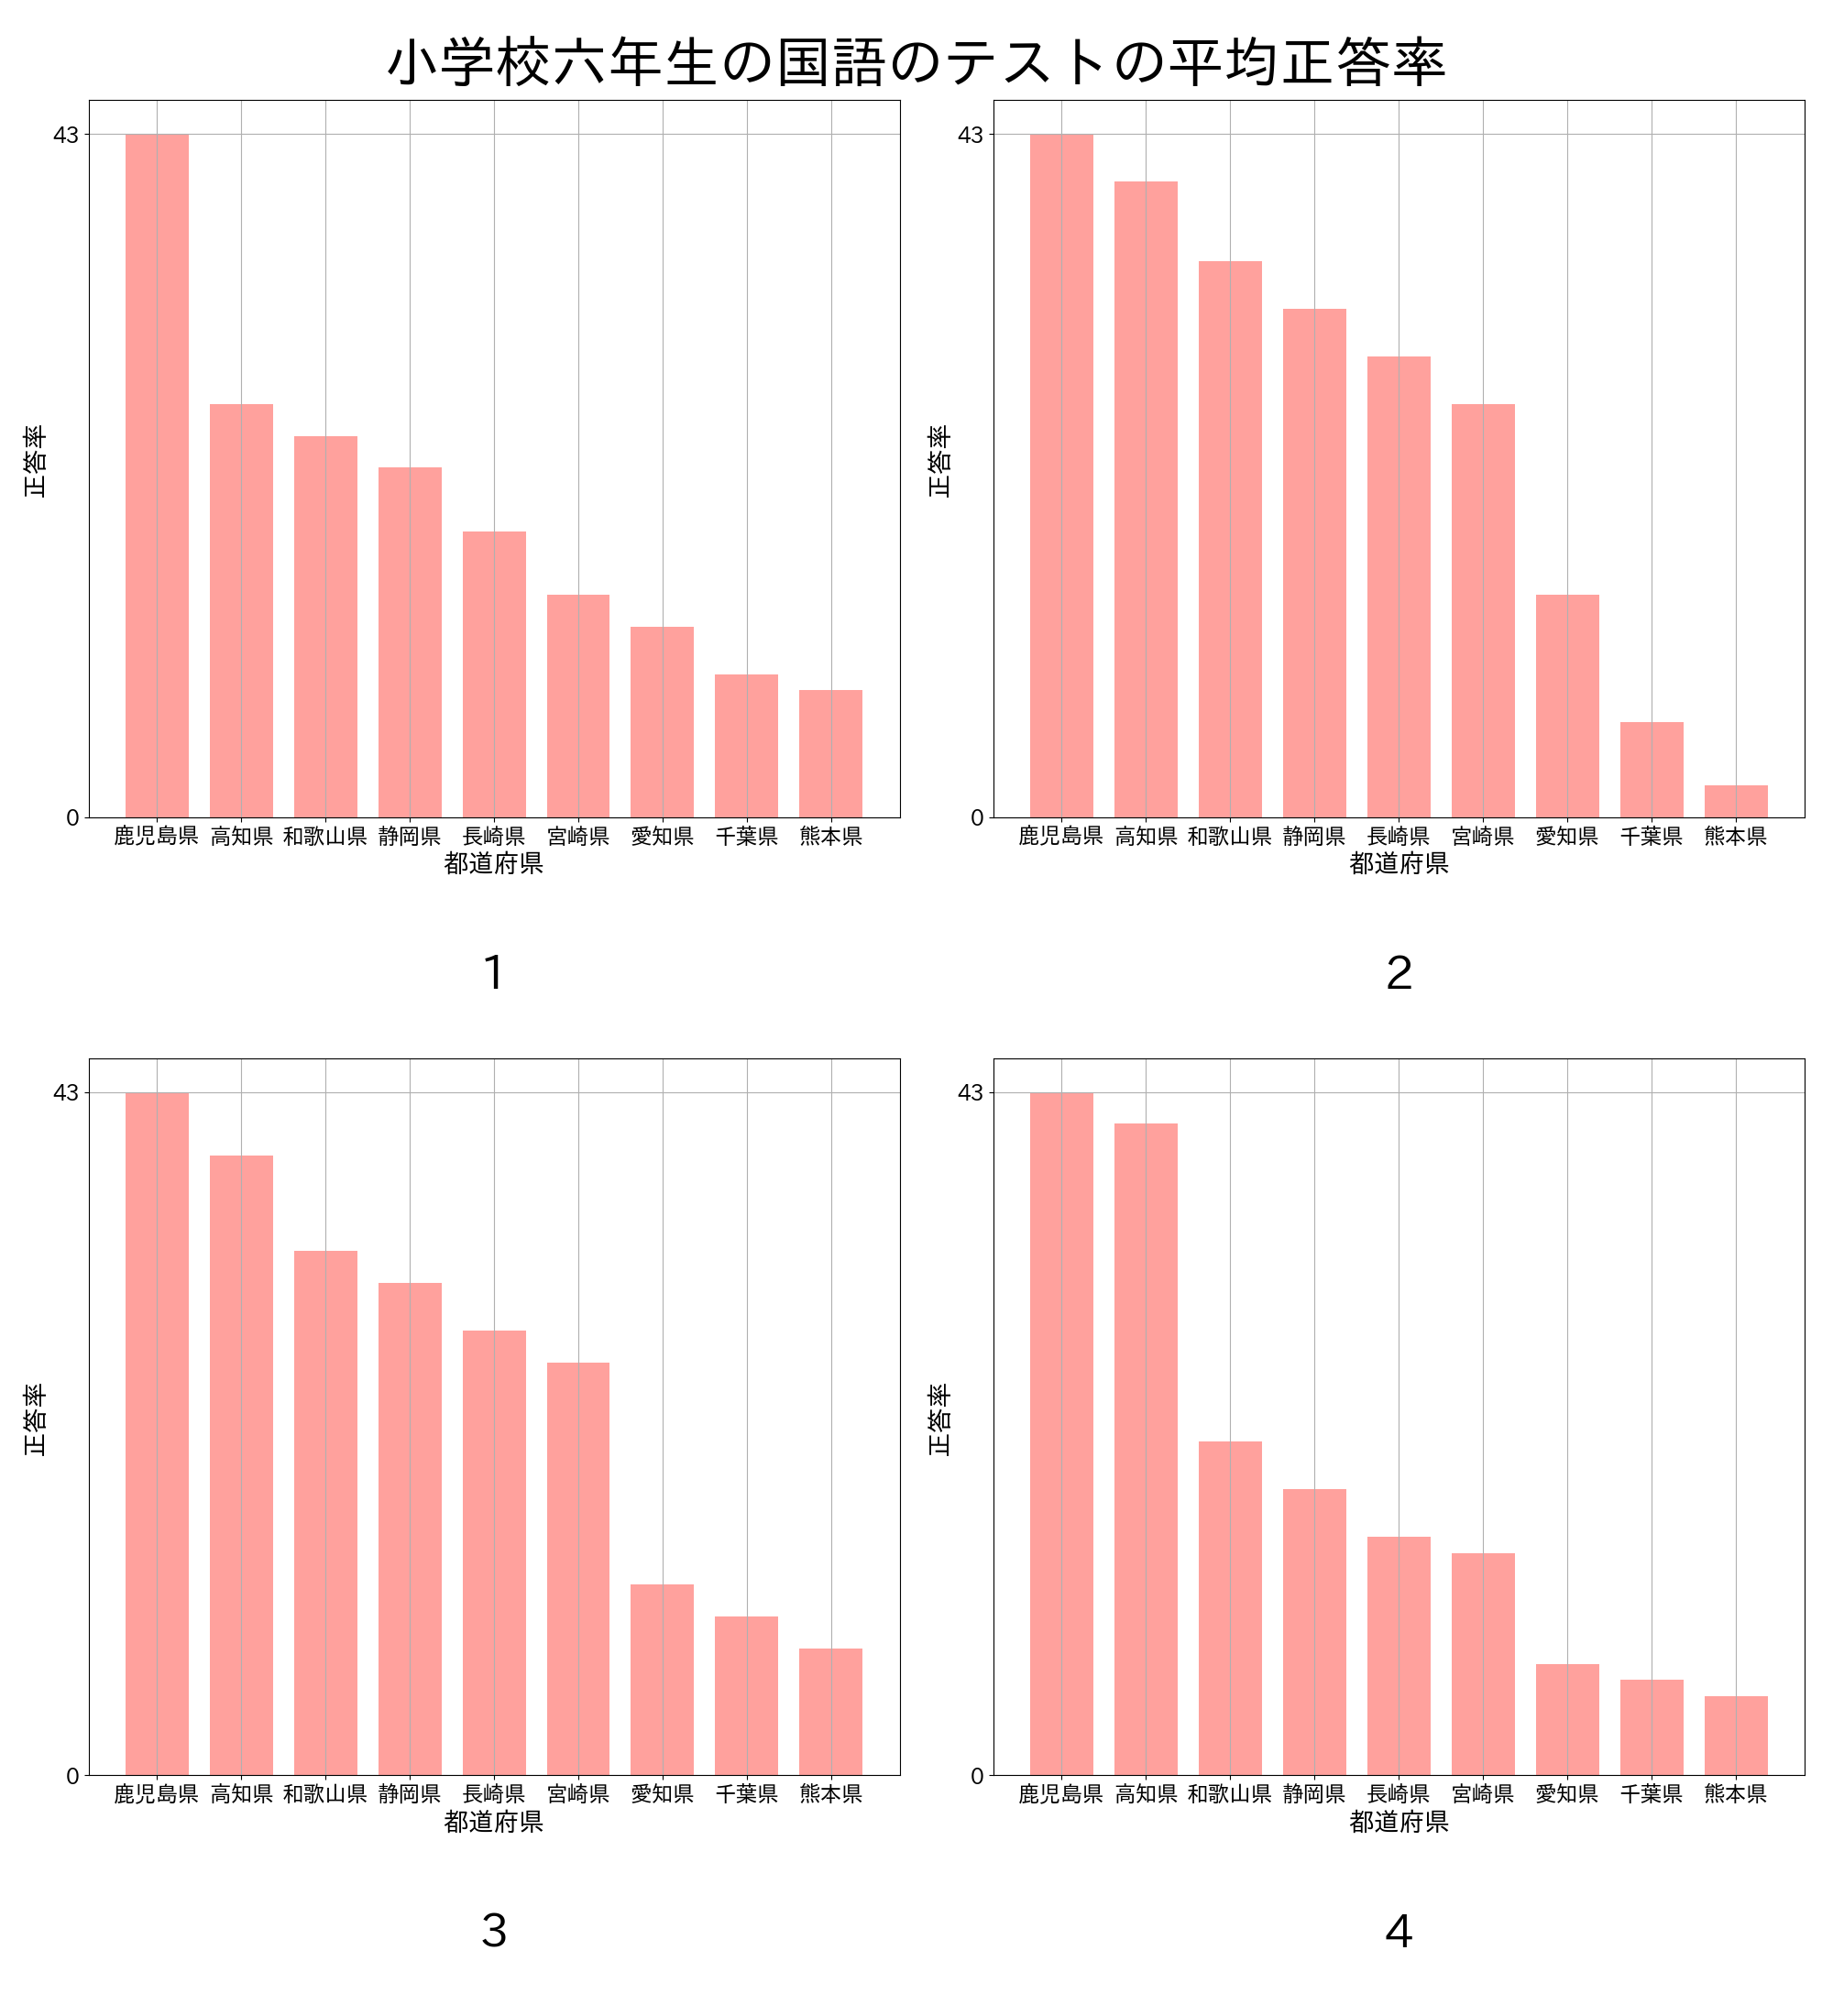 小学校六年生の国語のテストの平均正答率
43
正答率
0
鹿児島県 高知県 和歌山県 静岡県 長崎県 宮崎県 愛知県 千葉県 熊本県
都道府県
1
43
正答率
0
鹿児島県 高知県 和歌山県 静岡県 長崎県 宮崎県 愛知県 千葉県 熊本県
都道府県
2
43
正答率
0
鹿児島県 高知県 和歌山県 静岡県 長崎県 宮崎県 愛知県 千葉県 熊本県
都道府県
3
43
正答率
0
鹿児島県 高知県 和歌山県 静岡県 長崎県 宮崎県 愛知県 千葉県 熊本県
都道府県
4